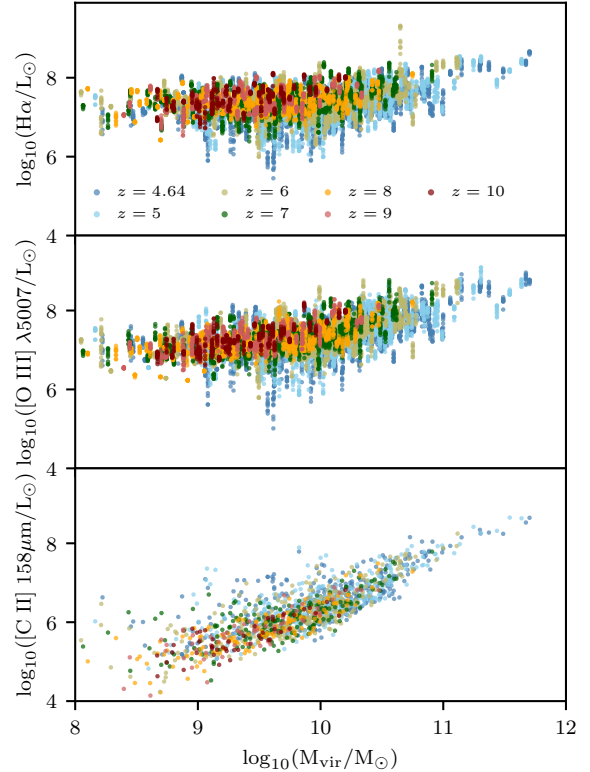 log₁₀(Hα/L⊙)
8
6
z = 4.64 z = 6 z = 8 z = 10
z = 5 z = 7 z = 9
4
log₁₀([O III] λ5007/L⊙)
8
6
4
log₁₀([C II] 158μm/L⊙)
8
6
4
8 9 10 11 12
log₁₀(Mvir/M⊙)